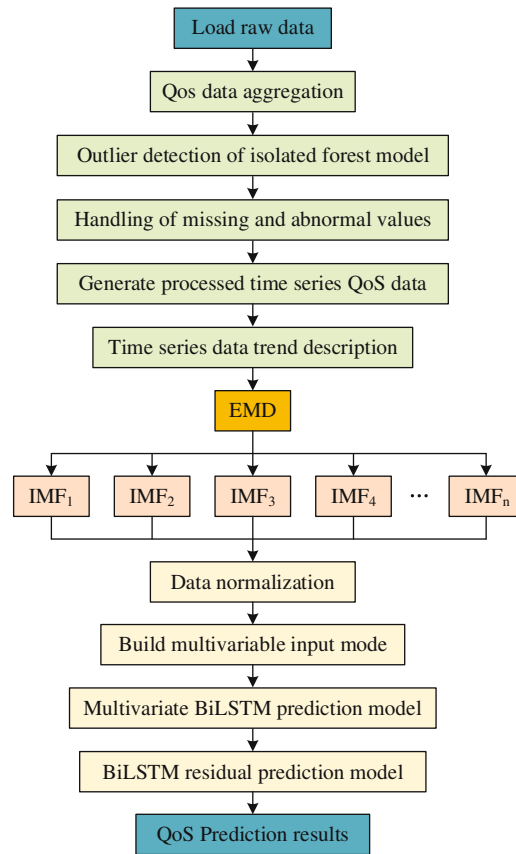 Load raw data
Qos data aggregation
Outlier detection of isolated forest model
Handling of missing and abnormal values
Generate processed time series QoS data
Time series data trend description
EMD
IMF₁ IMF₂ IMF₃ IMF₄ ··· IMFₙ
Data normalization
Build multivariable input mode
Multivariate BiLSTM prediction model
BiLSTM residual prediction model
QoS Prediction results